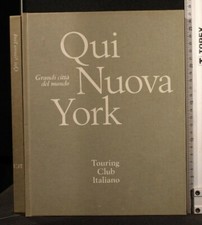 Qui
Grandi città
del mondo
Nuova
York
Touring
Club
Italiano